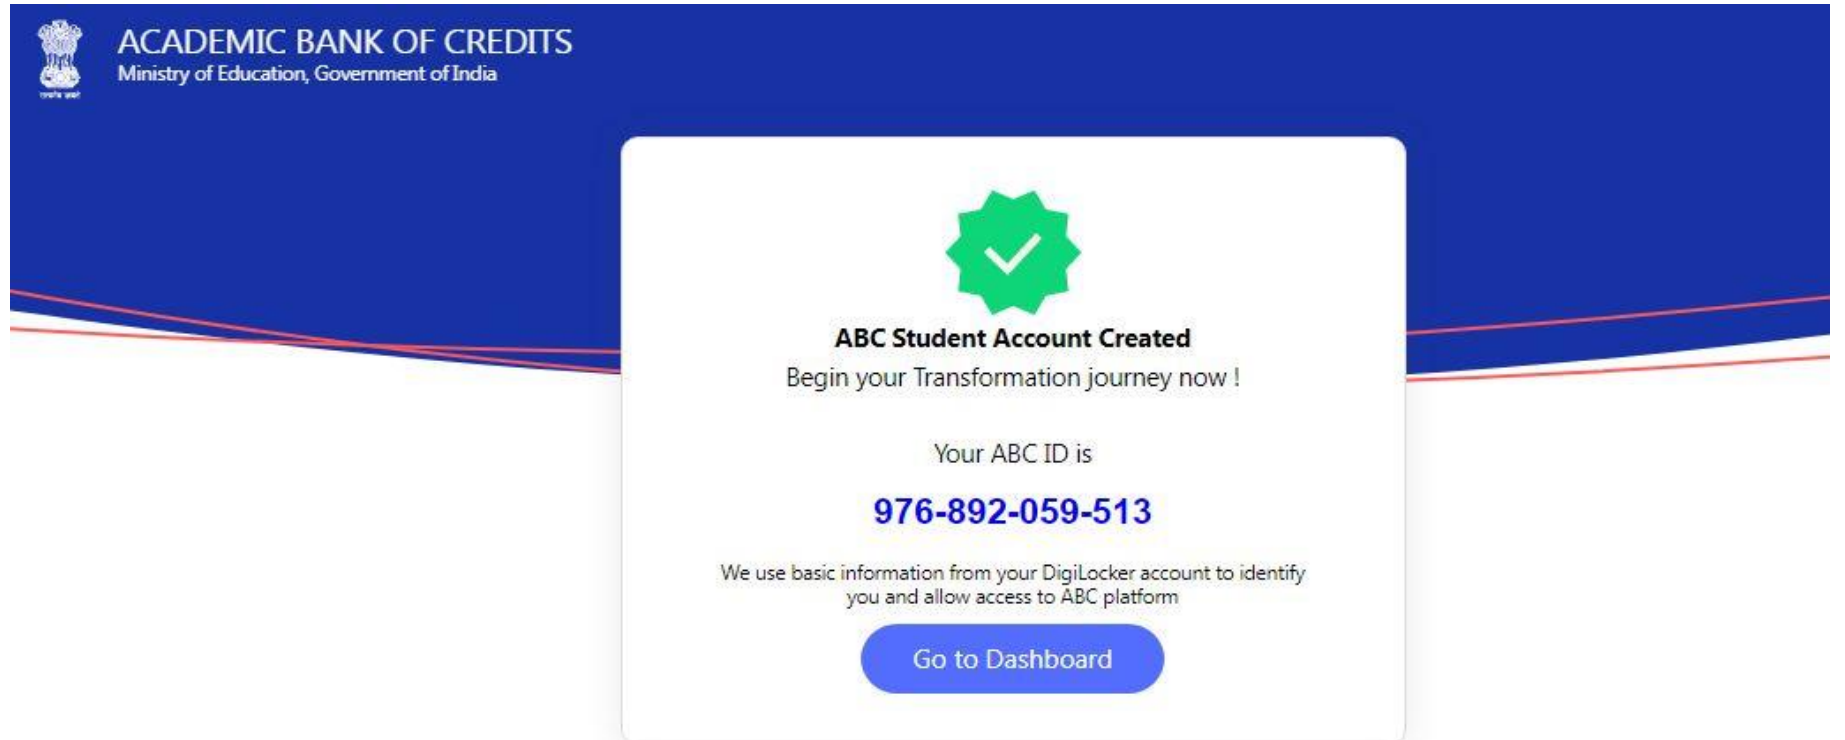 ACADEMIC BANK OF CREDITS
Ministry of Education, Government of India
ABC Student Account Created
Begin your Transformation journey now !
Your ABC ID is
976-892-059-513
We use basic information from your DigiLocker account to identify
you and allow access to ABC platform
Go to Dashboard